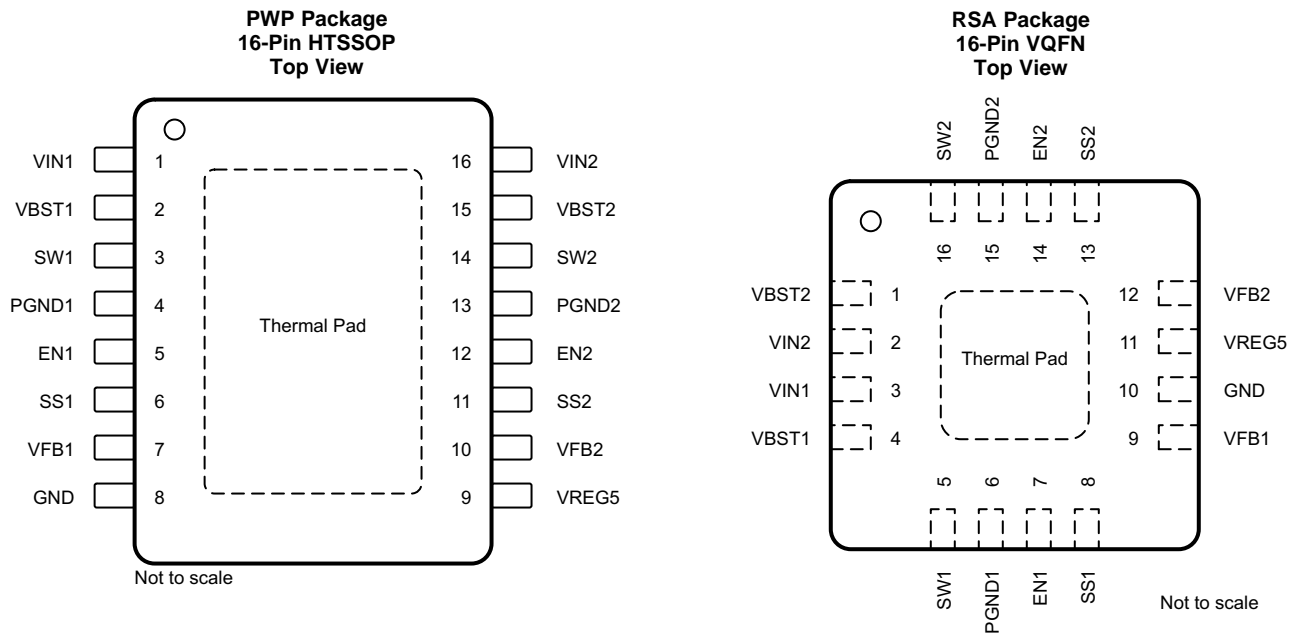 PWP Package
16-Pin HTSSOP
Top View
VIN1 1 16 VIN2
VBST1 2 15 VBST2
SW1 3 14 SW2
PGND1 4 13 PGND2
Thermal Pad
EN1 5 12 EN2
SS1 6 11 SS2
VFB1 7 10 VFB2
GND 8 9 VREG5
Not to scale
RSA Package
16-Pin VQFN
Top View
SW2 PGND2 EN2 SS2
16 15 14 13
VBST2 1 12 VFB2
VIN2 2 11 VREG5
Thermal Pad
VIN1 3 10 GND
VBST1 4 9 VFB1
5 6 7 8
SW1 PGND1 EN1 SS1
Not to scale